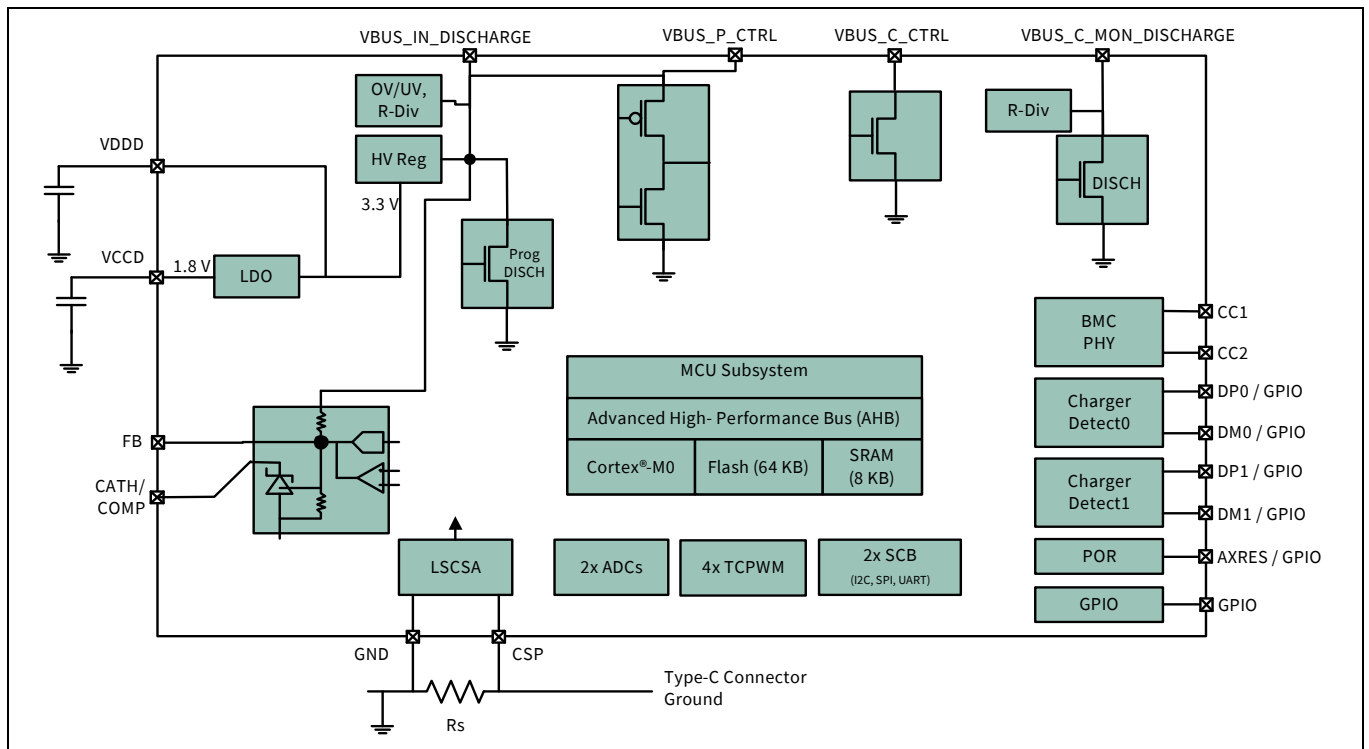 VBUS_IN_DISCHARGE
VBUS_P_CTRL
VBUS_C_CTRL
VBUS_C_MON_DISCHARGE
OV/UV,
R-Div
R-Div
VDDD
HV Reg
3.3 V
DISCH
VCCD
1.8 V
LDO
Prog
DISCH
BMC
PHY
CC1
CC2
MCU Subsystem
Advanced High- Performance Bus (AHB)
Cortex®-M0
Flash (64 KB)
SRAM
(8 KB)
Charger
Detect0
DP0 / GPIO
DM0 / GPIO
FB
CATH/
COMP
Charger
Detect1
DP1 / GPIO
DM1 / GPIO
LSCSA
2x ADCs
4x TCPWM
2x SCB
(I2C, SPI, UART)
POR
AXRES / GPIO
GPIO
GPIO
GND
CSP
Type-C Connector
Ground
Rs